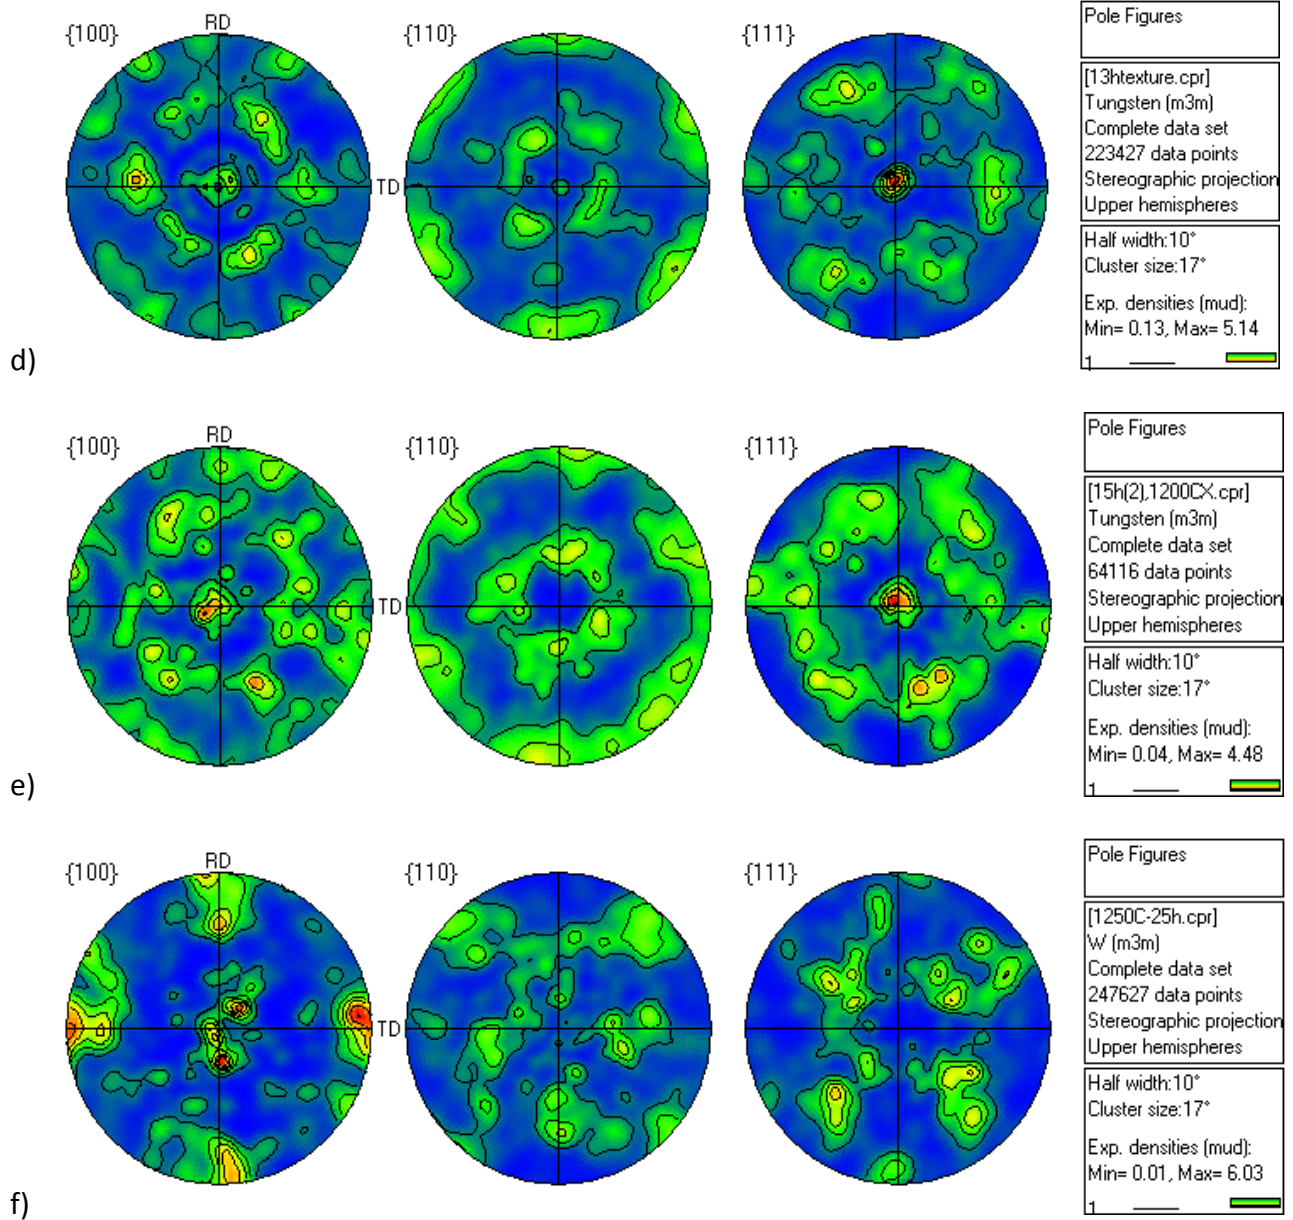 {100}
RD
{110}
{111}
TD
Pole Figures
[13htexture.cpr]
Tungsten (m3m)
Complete data set
223427 data points
Stereographic projection
Upper hemispheres
Half width:10°
Cluster size:17°
Exp. densities (mud):
Min= 0.13, Max= 5.14
1
d)
{100}
RD
{110}
{111}
TD
Pole Figures
[15h(2),1200CX.cpr]
Tungsten (m3m)
Complete data set
64116 data points
Stereographic projection
Upper hemispheres
Half width:10°
Cluster size:17°
Exp. densities (mud):
Min= 0.04, Max= 4.48
1
e)
{100}
RD
{110}
{111}
TD
Pole Figures
[1250C-25h.cpr]
W (m3m)
Complete data set
247627 data points
Stereographic projection
Upper hemispheres
Half width:10°
Cluster size:17°
Exp. densities (mud):
Min= 0.01, Max= 6.03
1
f)